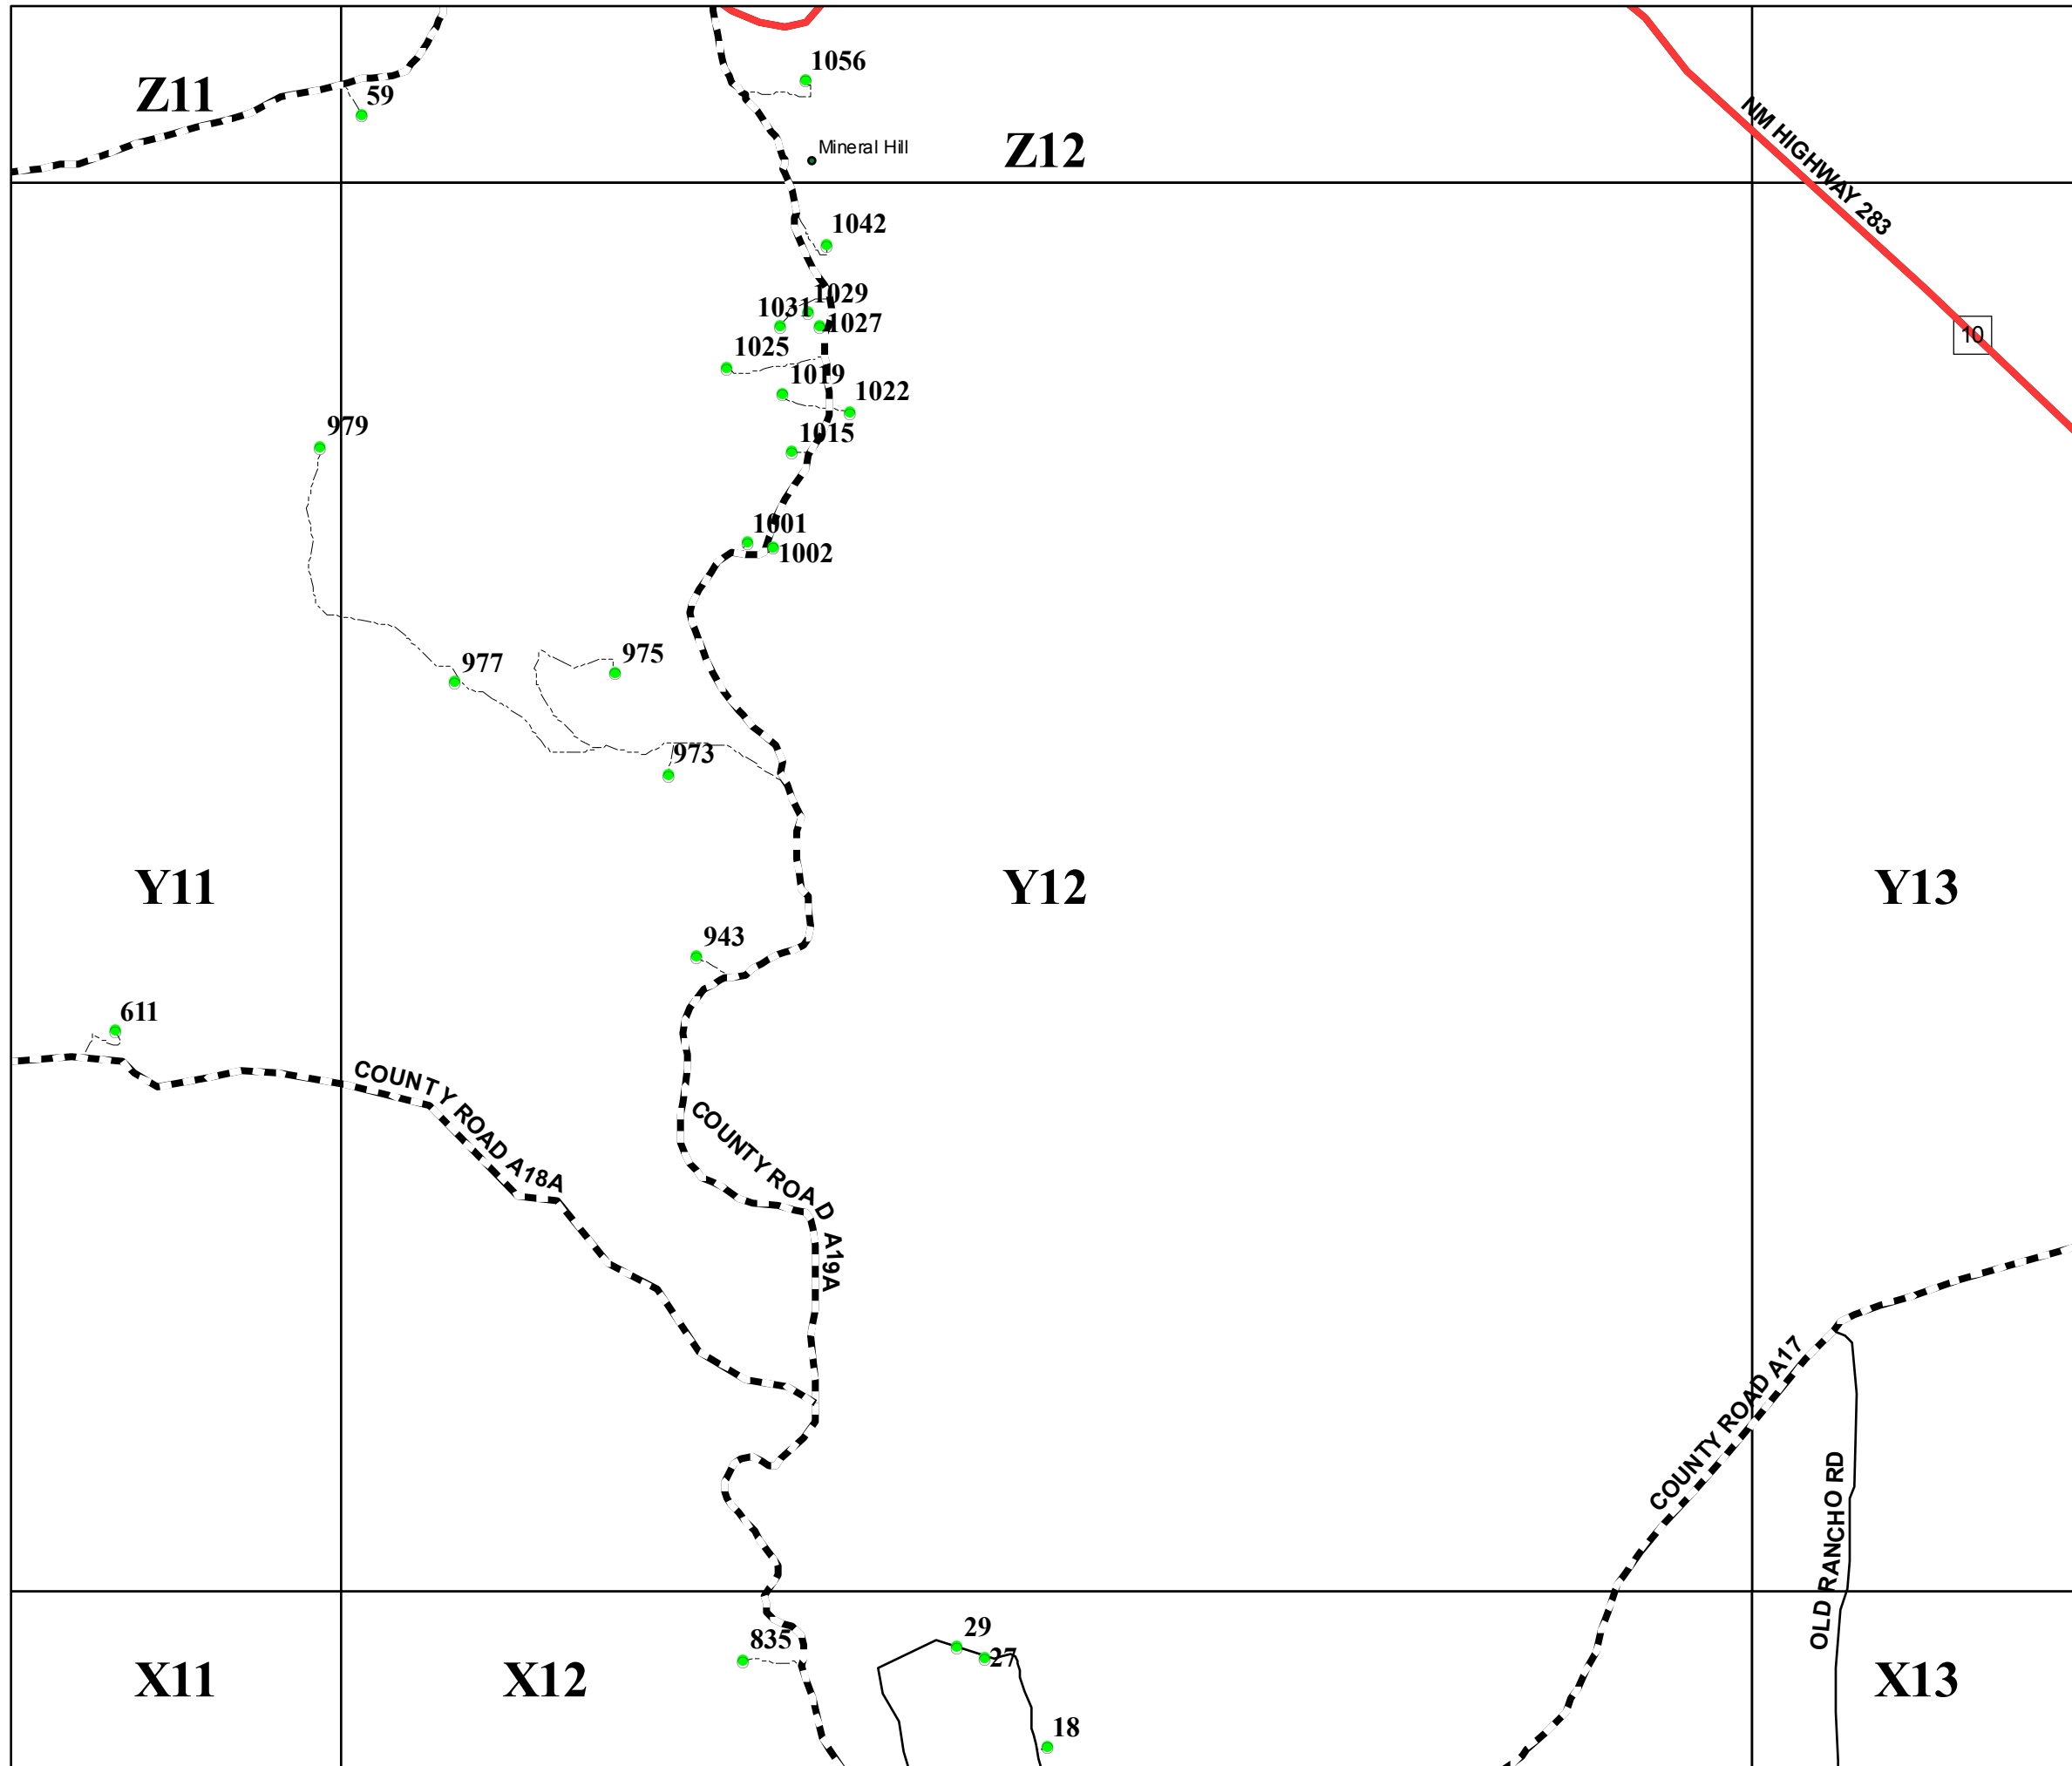 1056
Z11
59
NM HIGHWAY 283
Mineral Hill
Z12
1042
1029
1031
1027
10
1025
1019
1022
979
1015
1001
1002
975
977
973
Y11
Y12
Y13
943
611
COUNTY ROAD A18A
COUNTY ROAD A19A
COUNTY ROAD A17
OLD RANCHO RD
29
835
27
X11
X12
X13
18